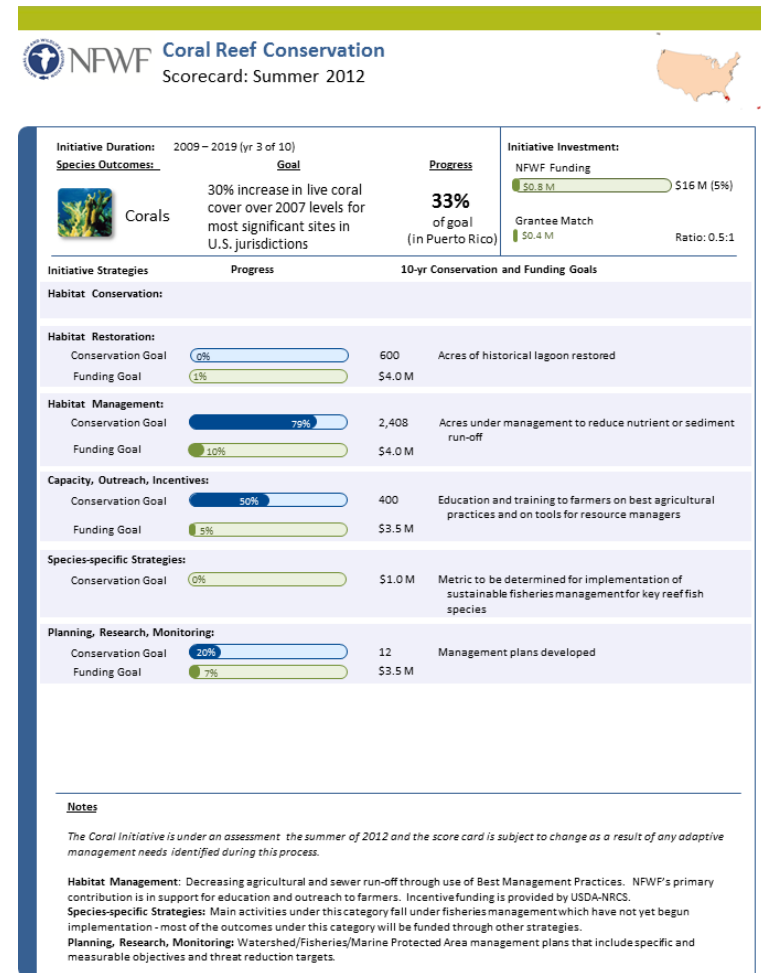 NFWF Coral Reef Conservation
Scorecard: Summer 2012
Initiative Duration: 2009 – 2019 (yr 3 of 10)
Initiative Investment:
Species Outcomes: Goal Progress
NFWF Funding
$0.8 M $16 M (5%)
Corals
30% increase in live coral
cover over 2007 levels for
most significant sites in
U.S. jurisdictions
33%
of goal
(in Puerto Rico)
Grantee Match
$0.4 M Ratio: 0.5:1
Initiative Strategies Progress 10-yr Conservation and Funding Goals
Habitat Conservation:
Habitat Restoration:
Conservation Goal 0% 600 Acres of historical lagoon restored
Funding Goal 1% $4.0 M
Habitat Management:
Conservation Goal 79% 2,408 Acres under management to reduce nutrient or sediment
run-off
Funding Goal 10% $4.0 M
Capacity, Outreach, Incentives:
Conservation Goal 50% 400 Education and training to farmers on best agricultural
practices and on tools for resource managers
Funding Goal 5% $3.5 M
Species-specific Strategies:
Conservation Goal 0% $1.0 M Metric to be determined for implementation of
sustainable fisheries management for key reef fish
species
Planning, Research, Monitoring:
Conservation Goal 20% 12 Management plans developed
Funding Goal 7% $3.5 M
Notes
The Coral Initiative is under an assessment the summer of 2012 and the score card is subject to change as a result of any adaptive
management needs identified during this process.
Habitat Management: Decreasing agricultural and sewer run-off through use of Best Management Practices. NFWF's primary
contribution is in support for education and outreach to farmers. Incentive funding is provided by USDA-NRCS.
Species-specific Strategies: Main activities under this category fall under fisheries management which have not yet begun
implementation - most of the outcomes under this category will be funded through other strategies.
Planning, Research, Monitoring: Watershed/Fisheries/Marine Protected Area management plans that include specific and
measurable objectives and threat reduction targets.